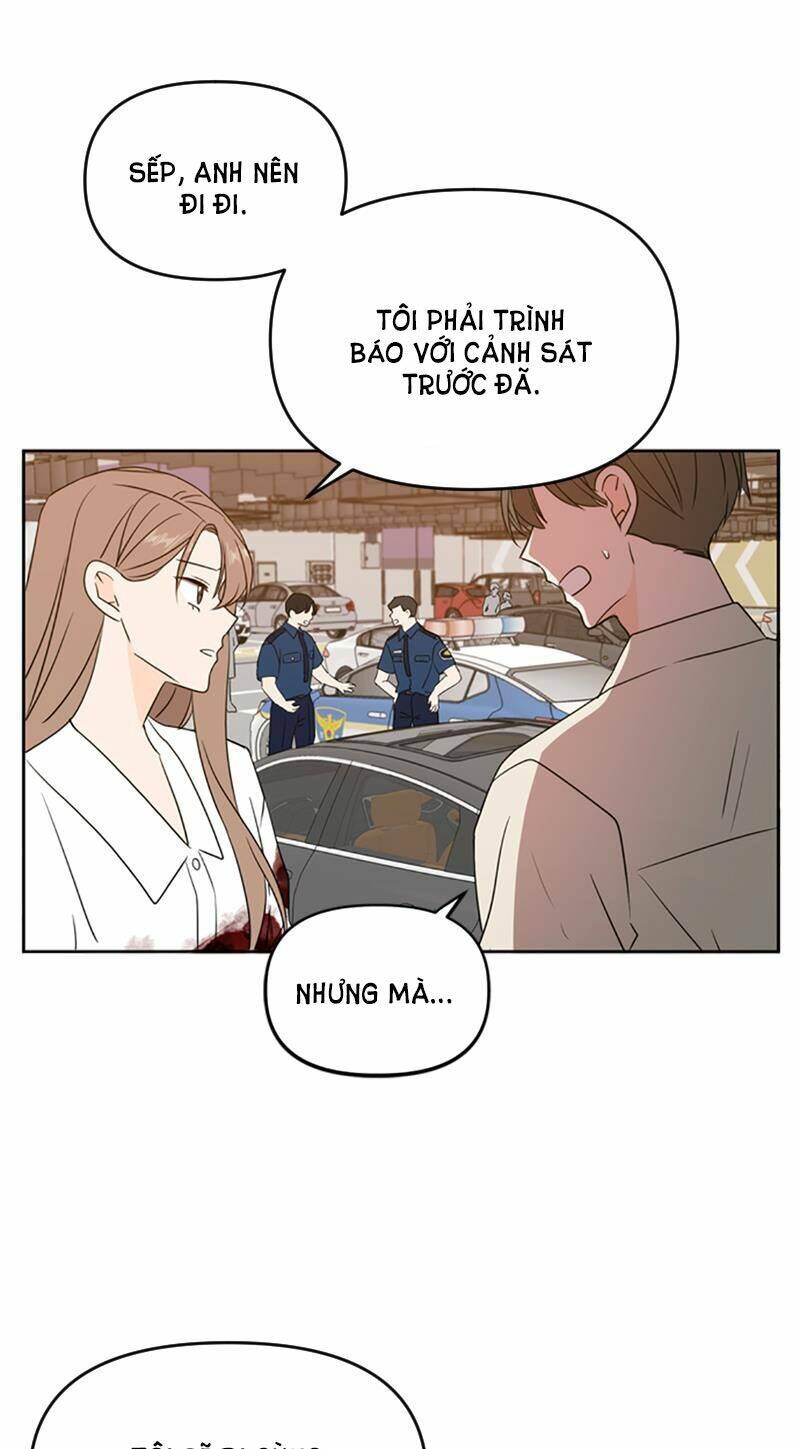 SẾP, ANH NÊN
ĐI ĐI.
TÔI PHẢI TRÌNH
BÁO VỚI CẢNH SÁT
TRƯỚC ĐÃ.
NHƯNG MÀ...